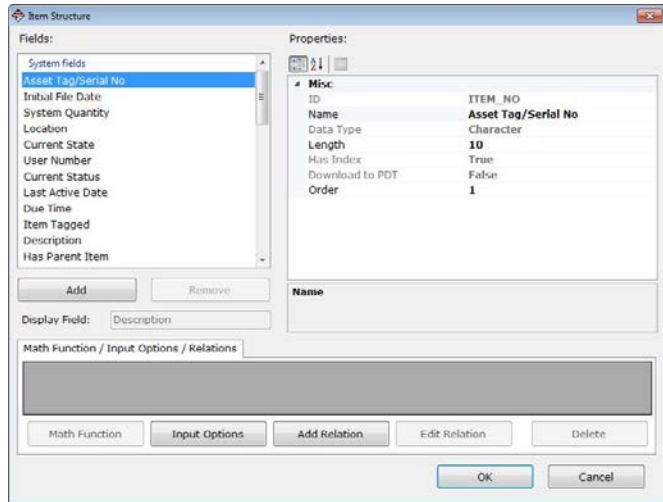 Item Structure
Fields:
System fields
Asset Tag/Serial No
Initial File Date
System Quantity
Location
Current State
User Number
Current Status
Last Active Date
Due Time
Item Tagged
Description
Has Parent Item
Add
Remove
Display Field:
Description
Properties:
Misc
ID ITEM_NO
Name Asset Tag/Serial No
Data Type Character
Length 10
Has Index True
Download to PDT False
Order 1
Name
Math Function / Input Options / Relations
Math Function
Input Options
Add Relation
Edit Relation
Delete
OK
Cancel